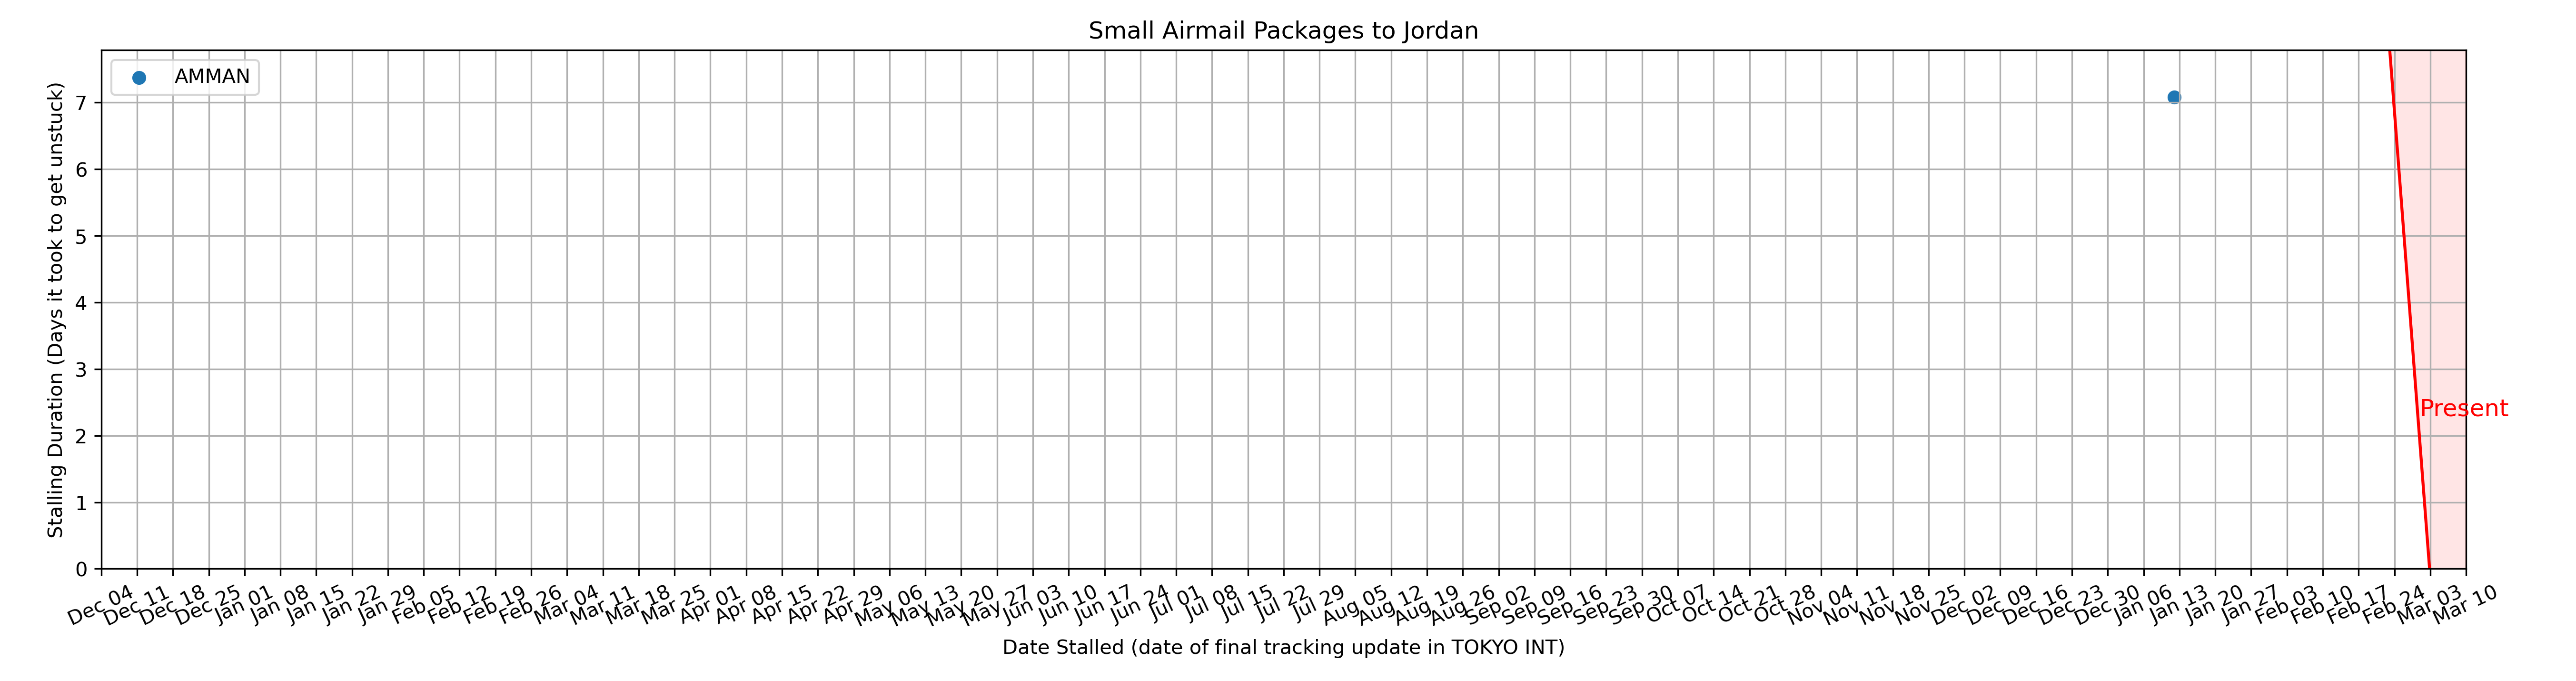 Small Airmail Packages to Jordan
AMMAN
Stalling Duration (Days it took to get unstuck)
7
6
5
4
3
2
1
0
Present
Dec 04
Dec 11
Dec 18
Dec 25
Jan 01
Jan 08
Jan 15
Jan 22
Jan 29
Feb 05
Feb 12
Feb 19
Feb 26
Mar 04
Mar 11
Mar 18
Mar 25
Apr 01
Apr 08
Apr 15
Apr 22
Apr 29
May 06
May 13
May 20
May 27
Jun 03
Jun 10
Jun 17
Jun 24
Jul 01
Jul 08
Jul 15
Jul 22
Jul 29
Aug 05
Aug 12
Aug 19
Aug 26
Sep 02
Sep 09
Sep 16
Sep 23
Sep 30
Oct 07
Oct 14
Oct 21
Oct 28
Nov 04
Nov 11
Nov 18
Nov 25
Dec 02
Dec 09
Dec 16
Dec 23
Dec 30
Jan 06
Jan 13
Jan 20
Jan 27
Feb 03
Feb 10
Feb 17
Feb 24
Mar 03
Mar 10
Date Stalled (date of final tracking update in TOKYO INT)